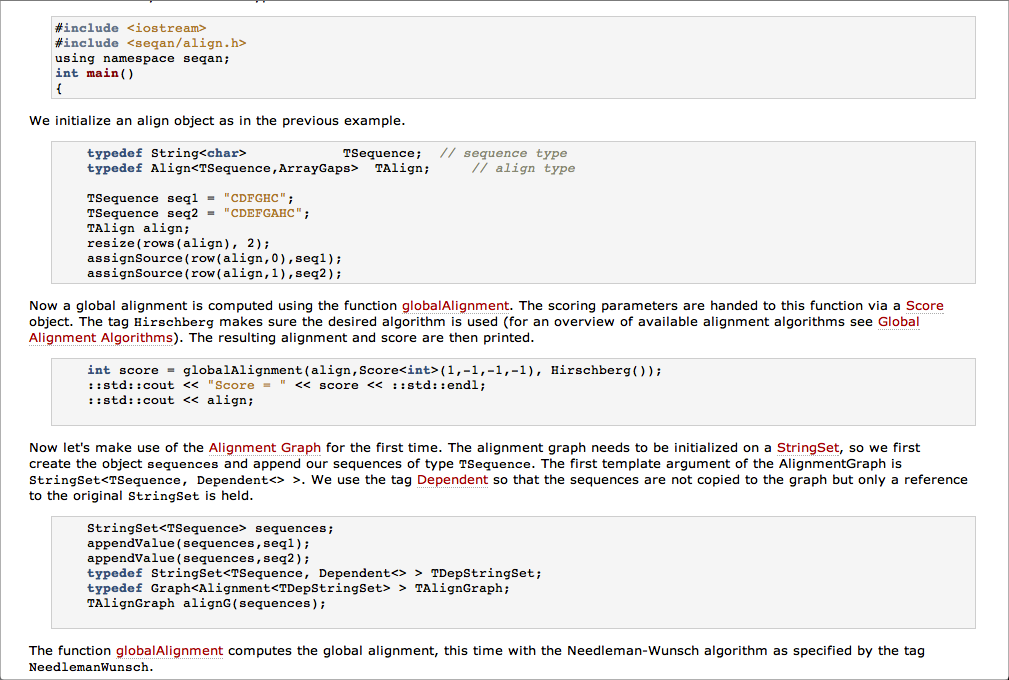 #include <iostream>
#include <seqan/align.h>
using namespace seqan;
int main()
{
We initialize an align object as in the previous example.
typedef String<char>            TSequence;  // sequence type
typedef Align<TSequence,ArrayGaps>  TAlign;     // align type
TSequence seq1 = "CDFGHC";
TSequence seq2 = "CDEFGAHC";
TAlign align;
resize(rows(align), 2);
assignSource(row(align,0),seq1);
assignSource(row(align,1),seq2);
Now a global alignment is computed using the function globalAlignment. The scoring parameters are handed to this function via a Score
object. The tag Hirschberg makes sure the desired algorithm is used (for an overview of available alignment algorithms see Global
Alignment Algorithms). The resulting alignment and score are then printed.
int score = globalAlignment(align,Score<int>(1,-1,-1,-1), Hirschberg());
::std::cout << "Score = " << score << ::std::endl;
::std::cout << align;
Now let's make use of the Alignment Graph for the first time. The alignment graph needs to be initialized on a StringSet, so we first
create the object sequences and append our sequences of type TSequence. The first template argument of the AlignmentGraph is
StringSet<TSequence, Dependent<> >. We use the tag Dependent so that the sequences are not copied to the graph but only a reference
to the original StringSet is held.
StringSet<TSequence> sequences;
appendValue(sequences,seq1);
appendValue(sequences,seq2);
typedef StringSet<TSequence, Dependent<> > TDepStringSet;
typedef Graph<Alignment<TDepStringSet> > TAlignGraph;
TAlignGraph alignG(sequences);
The function globalAlignment computes the global alignment, this time with the Needleman-Wunsch algorithm as specified by the tag
NeedlemanWunsch.